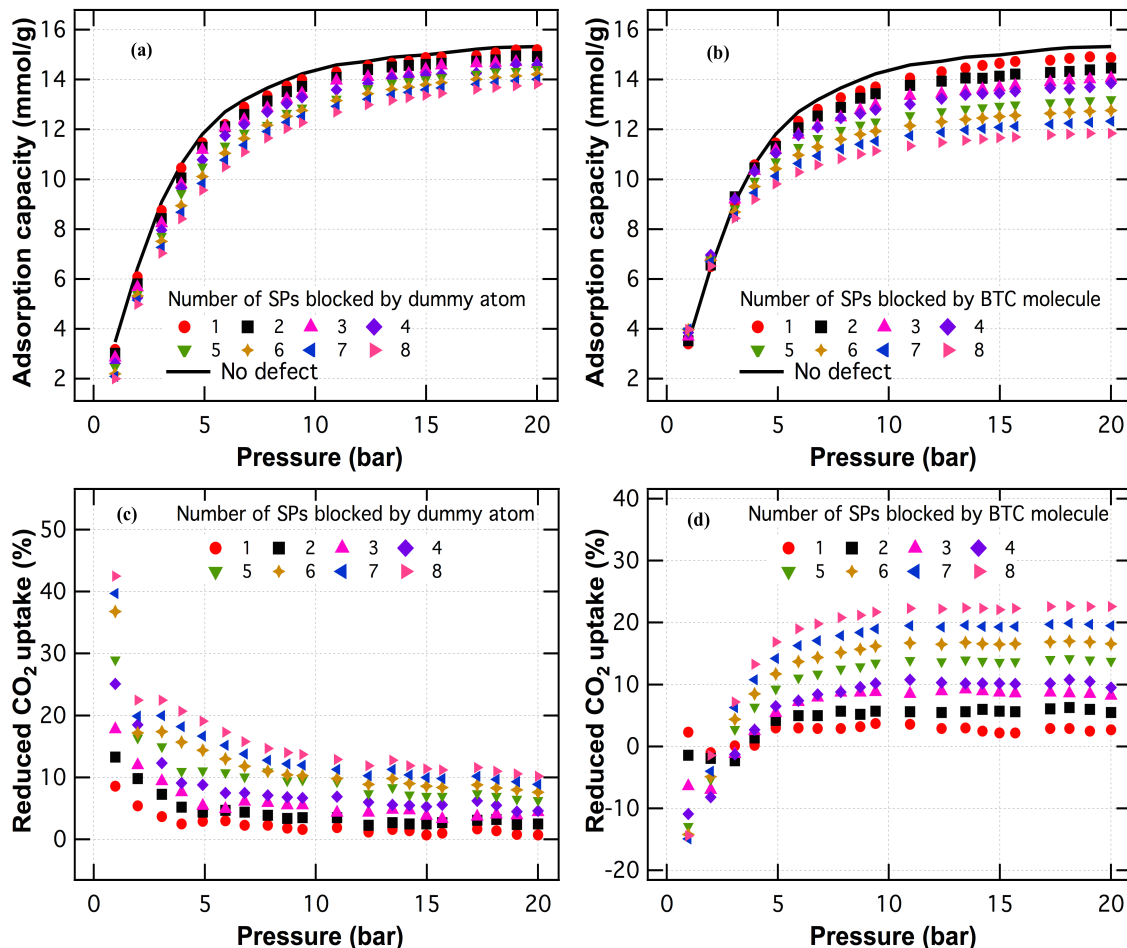 16
14
12
10
8
6
4
2
Adsorption capacity (mmol/g)
(a)
Number of SPs blocked by dummy atom
1 2 3 4
5 6 7 8
No defect
0 5 10 15 20
Pressure (bar)
16
14
12
10
8
6
4
2
Adsorption capacity (mmol/g)
(b)
Number of SPs blocked by BTC molecule
1 2 3 4
5 6 7 8
No defect
0 5 10 15 20
Pressure (bar)
50
40
30
20
10
0
Reduced CO₂ uptake (%)
(c) Number of SPs blocked by dummy atom
1 2 3 4
5 6 7 8
0 5 10 15 20
Pressure (bar)
40
30
20
10
0
-10
-20
Reduced CO₂ uptake (%)
(d) Number of SPs blocked by BTC molecule
1 2 3 4
5 6 7 8
0 5 10 15 20
Pressure (bar)